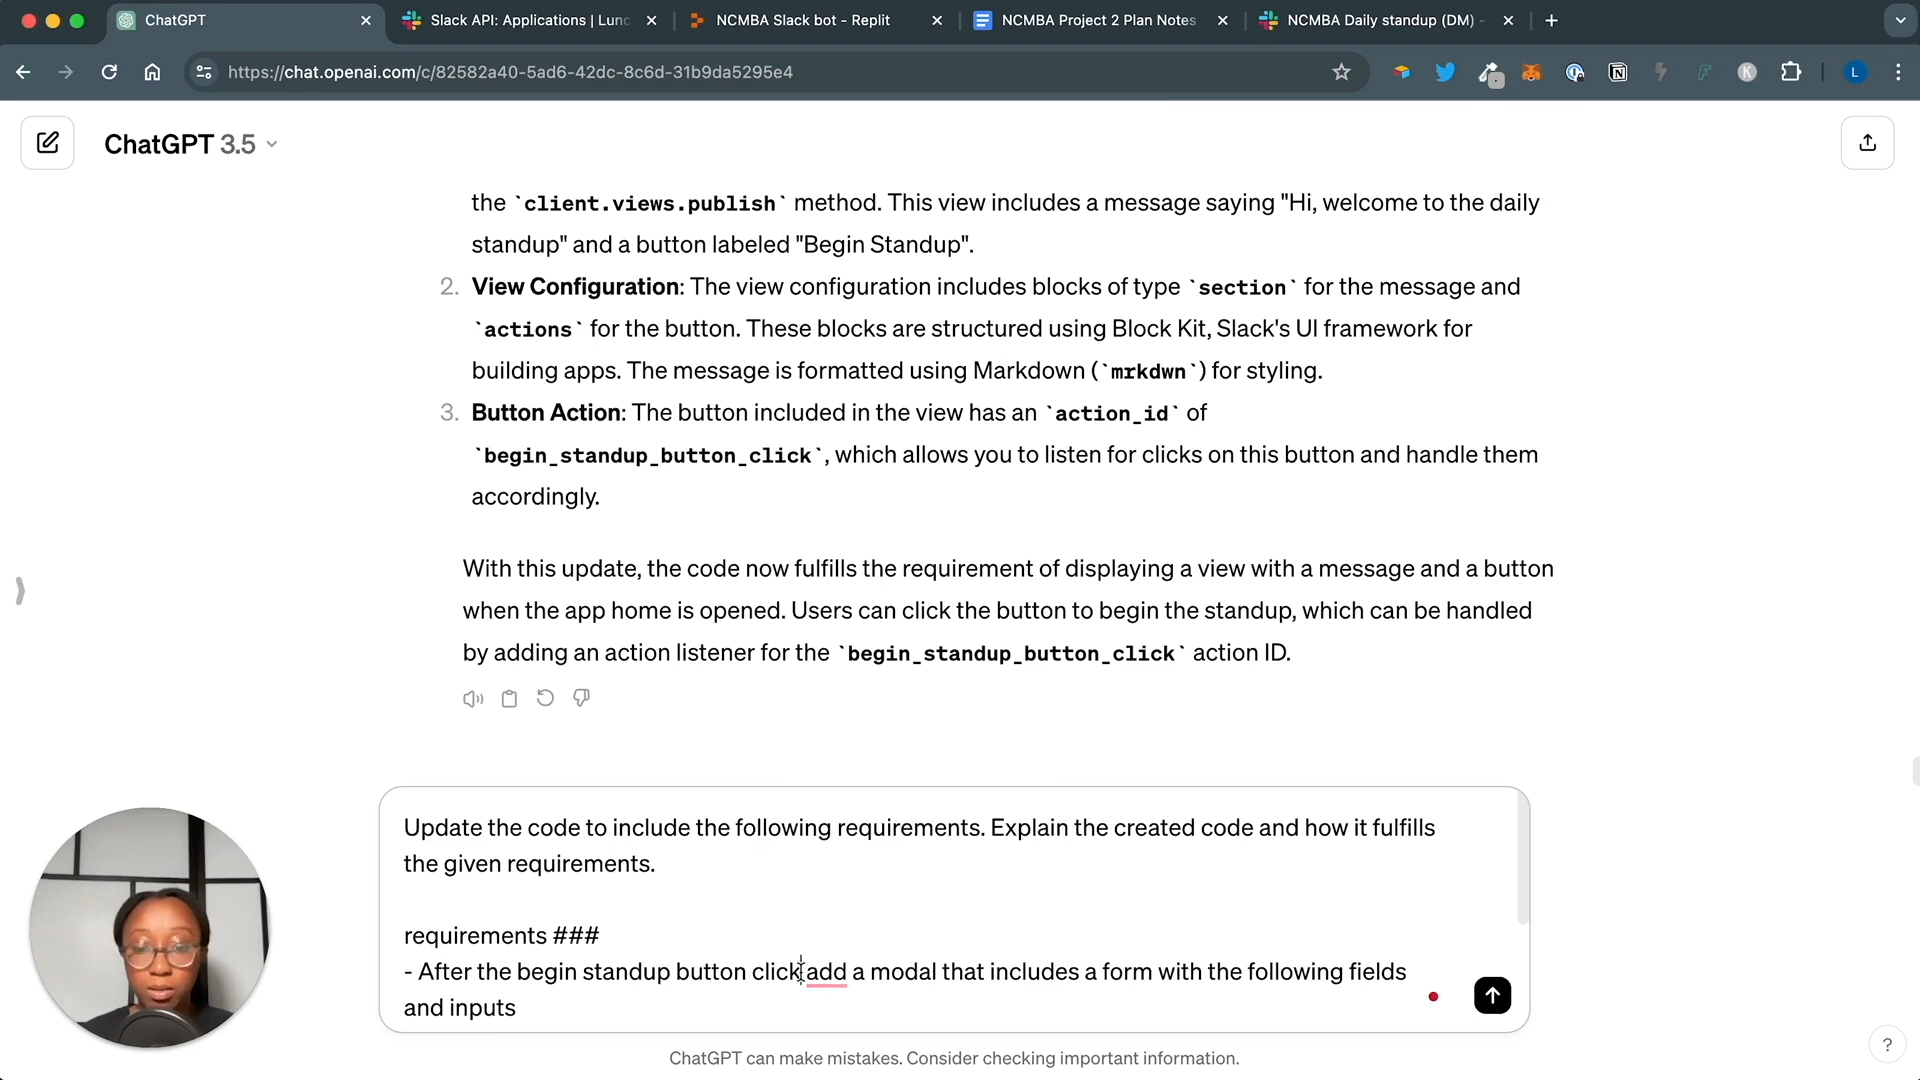 ChatGPT
Slack API: Applications | Lunc
NCMBA Slack bot - Replit
NCMBA Project 2 Plan Notes
NCMBA Daily standup (DM) -
https://chat.openai.com/c/82582a40-5ad6-42dc-8c6d-31b9da5295e4
K
L
ChatGPT 3.5
the `client.views.publish` method. This view includes a message saying "Hi, welcome to the daily
standup" and a button labeled "Begin Standup".
2. View Configuration: The view configuration includes blocks of type `section` for the message and
`actions` for the button. These blocks are structured using Block Kit, Slack's UI framework for
building apps. The message is formatted using Markdown (`mrkdwn`) for styling.
3. Button Action: The button included in the view has an `action_id` of
`begin_standup_button_click`, which allows you to listen for clicks on this button and handle them
accordingly.
With this update, the code now fulfills the requirement of displaying a view with a message and a button
when the app home is opened. Users can click the button to begin the standup, which can be handled
by adding an action listener for the `begin_standup_button_click` action ID.
Update the code to include the following requirements. Explain the created code and how it fulfills
the given requirements.
requirements ###
- After the begin standup button click add a modal that includes a form with the following fields
and inputs
ChatGPT can make mistakes. Consider checking important information.
?